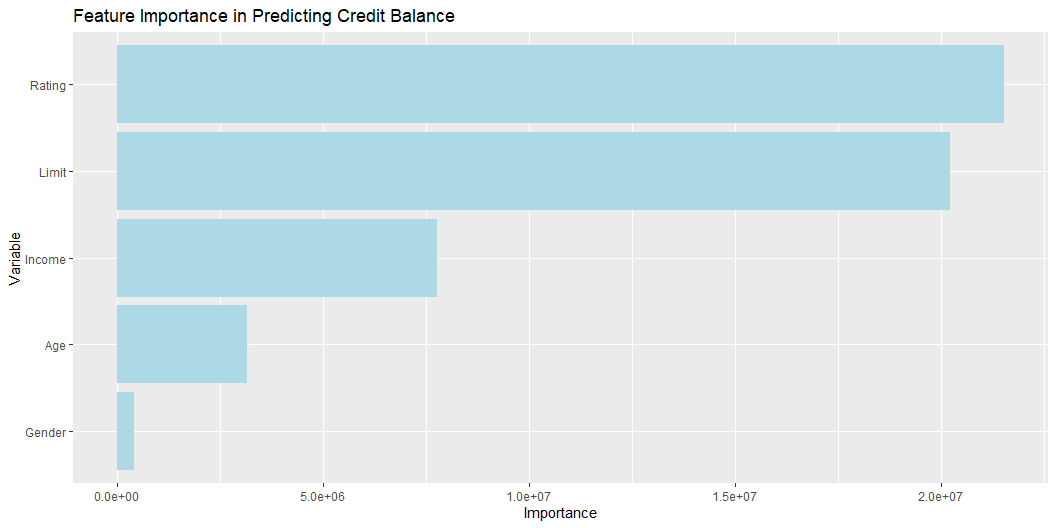 Feature Importance in Predicting Credit Balance
Variable
Rating
Limit
Income
Age
Gender
0.0e+00
5.0e+06
1.0e+07
1.5e+07
2.0e+07
Importance